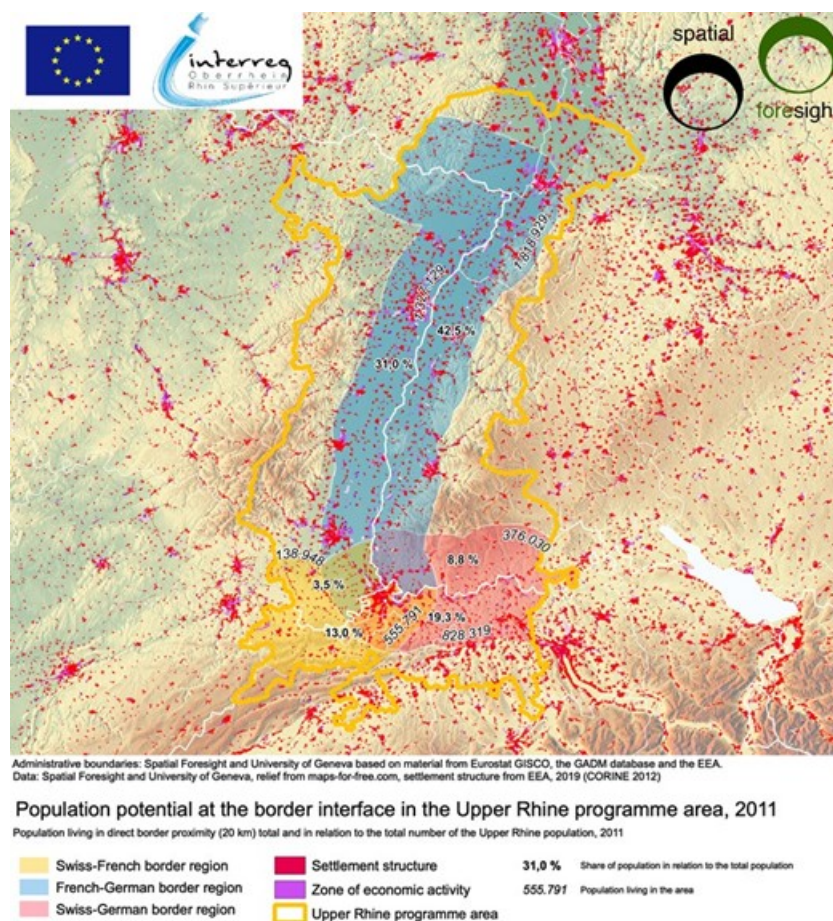 interreg
Oberrhein
Rhin Supérieur
spatial
foresigh
1.818.929
42,5 %
31,0 %
138.948
3,5 %
8,8 %
376.030
13,0 %
555.791
19,3 %
828.319
Administrative boundaries: Spatial Foresight and University of Geneva based on material from Eurostat GISCO, the GADM database and the EEA.
Data: Spatial Foresight and University of Geneva, relief from maps-for-free.com, settlement structure from EEA, 2019 (CORINE 2012)
Population potential at the border interface in the Upper Rhine programme area, 2011
Population living in direct border proximity (20 km) total and in relation to the total number of the Upper Rhine population, 2011
Swiss-French border region
French-German border region
Swiss-German border region
Settlement structure
Zone of economic activity
Upper Rhine programme area
31,0 % Share of population in relation to the total population
555.791 Population living in the area